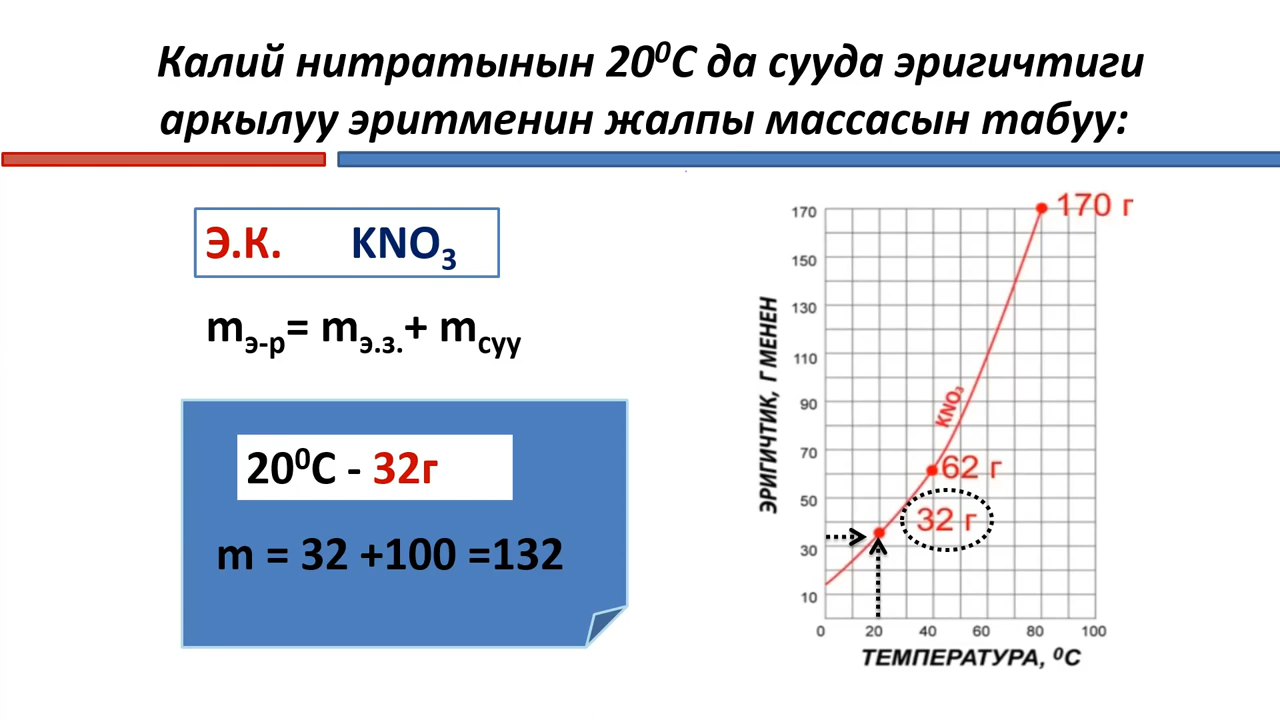 Калий нитратынын 20⁰С да сууда эригичтиги
аркылуу эритменин жалпы массасын табуу:
Э.К. KNO₃
mэ-р= mэ.з.+ mсуу
20⁰С - 32г
m = 32 +100 =132
ЭРИГИЧТИК, Г МЕНЕН
170
150
130
110
90
70
50
30
10
0 20 40 60 80 100
ТЕМПЕРАТУРА, ⁰С
170 г
KNO₃
62 г
32 г